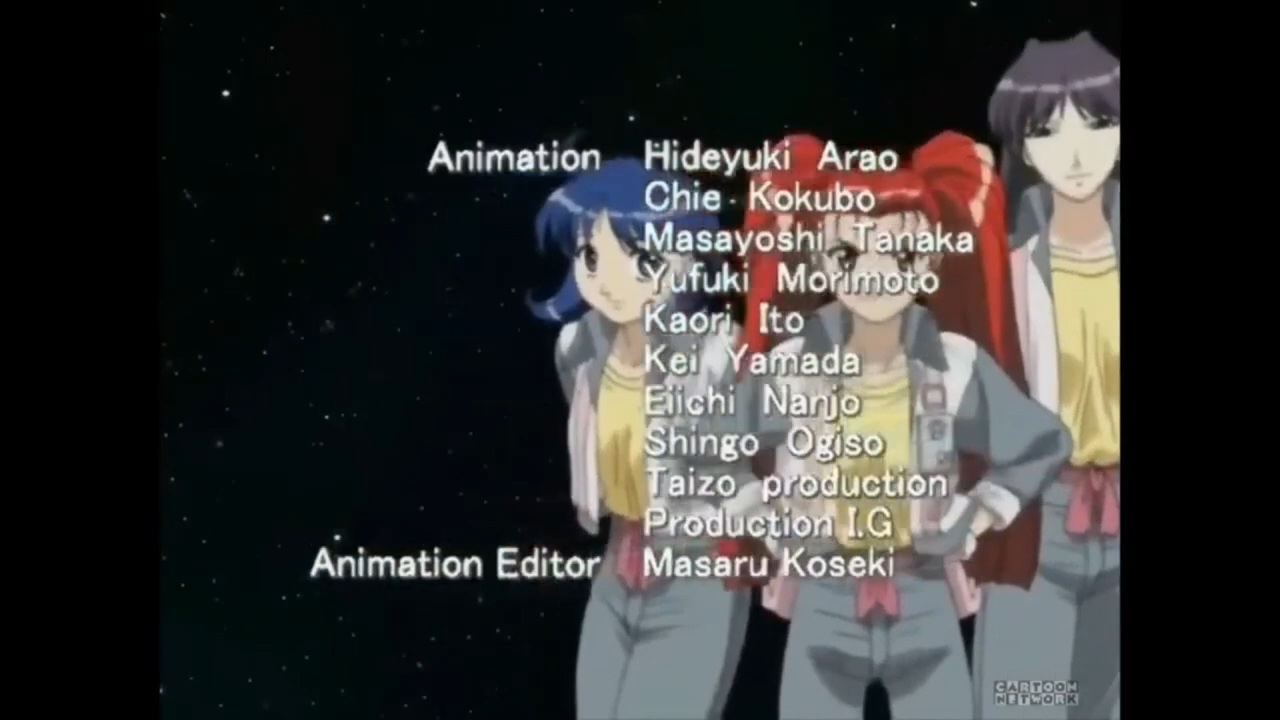 Animation Hideyuki Arao
Chie Kokubo
Masayoshi Tanaka
Yufuki Morimoto
Kaori Ito
Kei Yamada
Eiichi Nanjo
Shingo Ogiso
Taizo production
Production I.G
Animation Editor Masaru Koseki
CARTOON
NETWORK